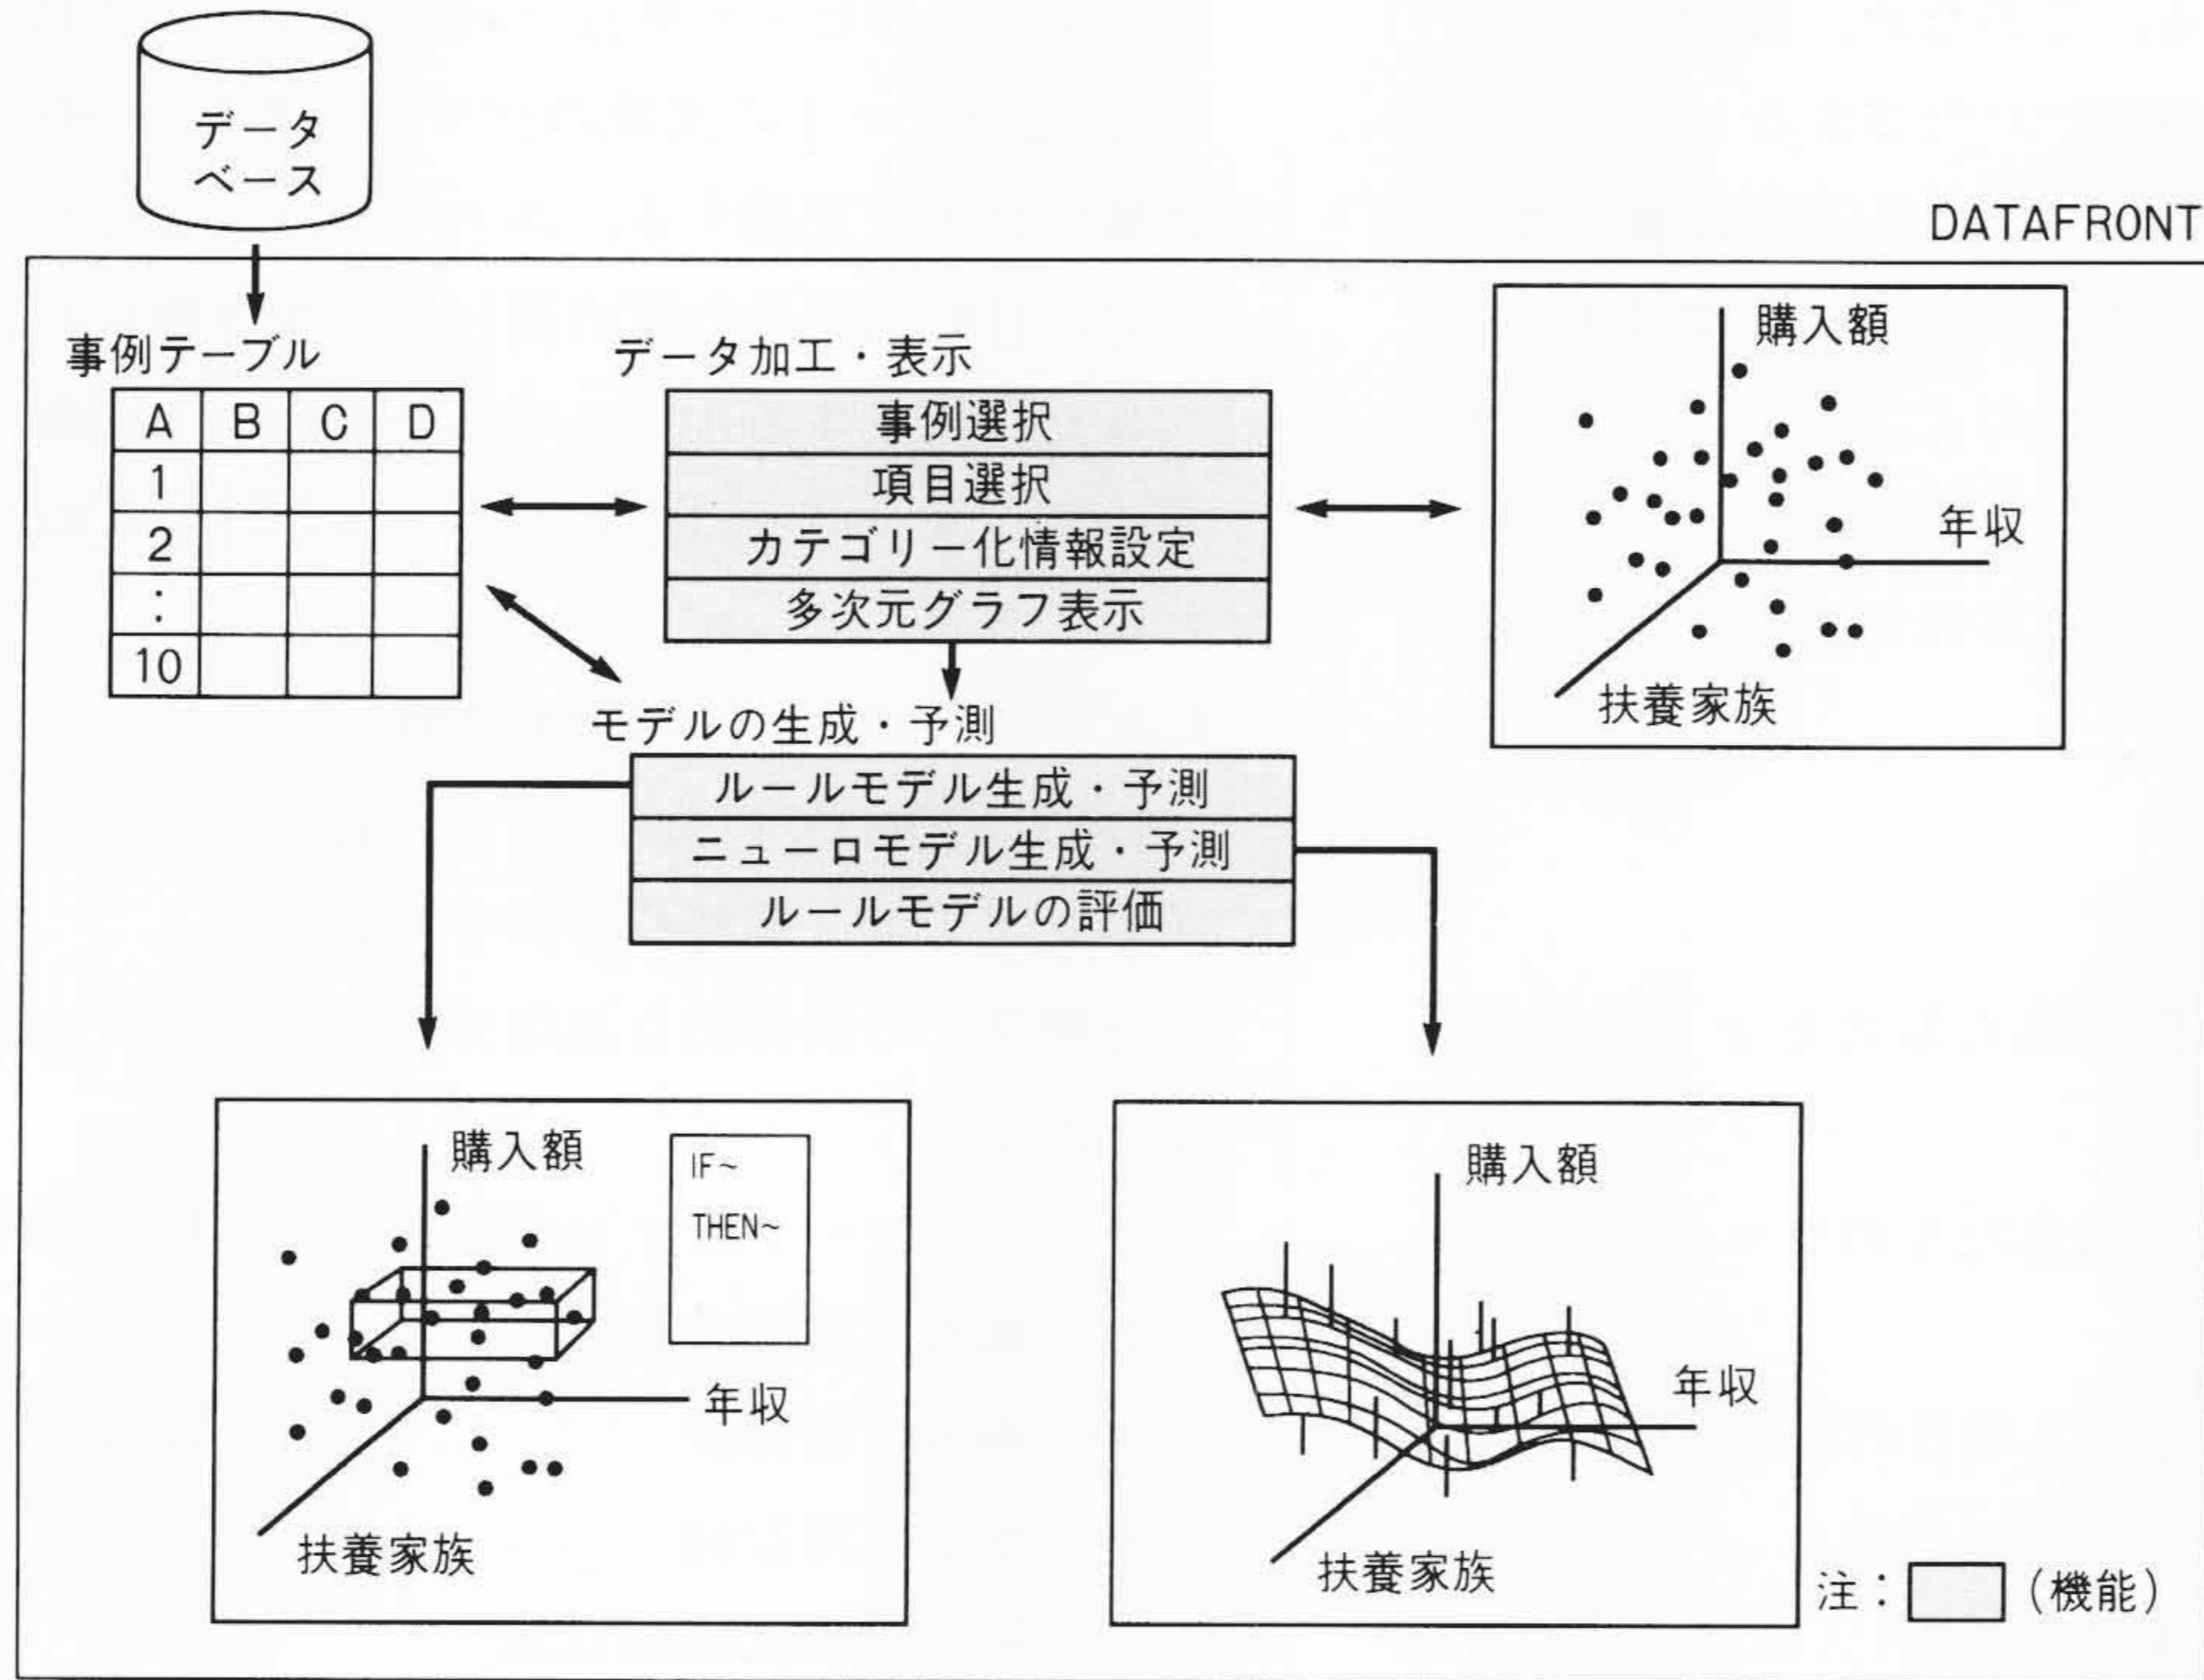 データ
ベース
DATAFRONT
事例テーブル
A B C D
1
2
:
10
データ加工・表示
事例選択
項目選択
カテゴリー化情報設定
多次元グラフ表示
購入額
年収
扶養家族
モデルの生成・予測
ルールモデル生成・予測
ニューロモデル生成・予測
ルールモデルの評価
購入額
IF~
THEN~
年収
扶養家族
購入額
年収
扶養家族
注：　(機能)